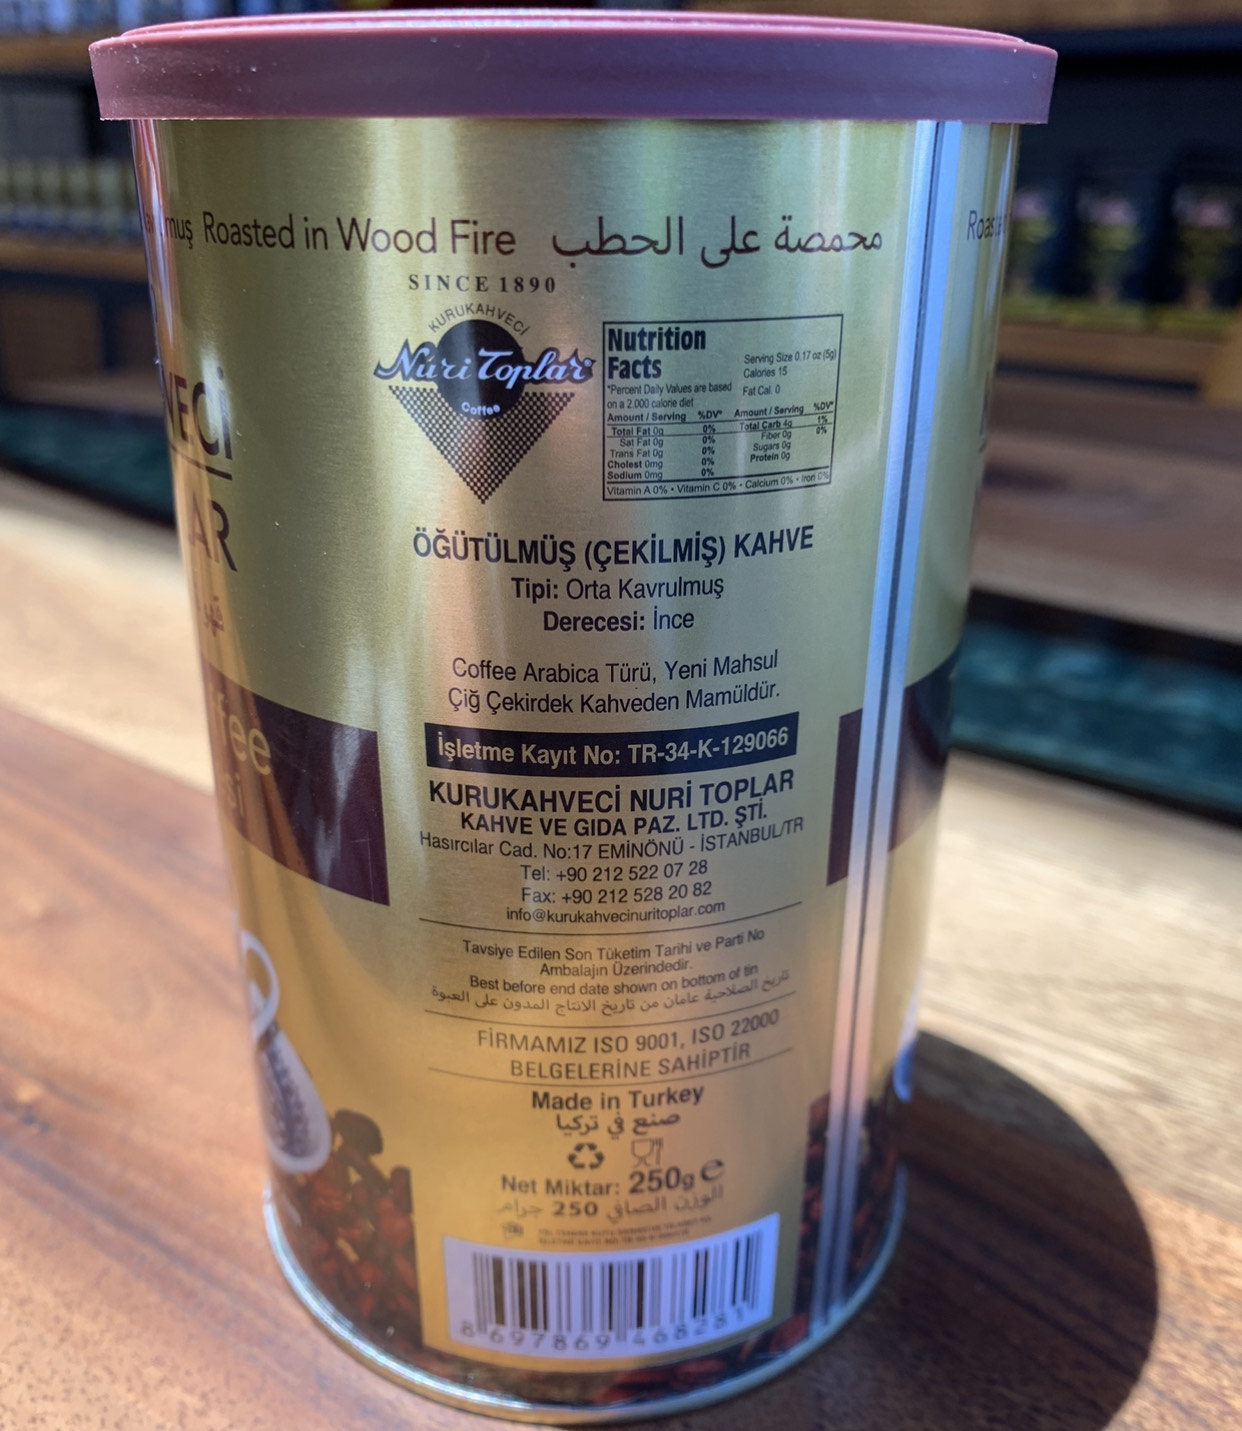 muş Roasted in Wood Fire محمصة على الحطب
SINCE 1890
KURUKAHVECİ
Nuri Toplar
Coffee
Nutrition Facts
Serving Size 0.17 oz (5g)
Calories 15
Fat Cal. 0
*Percent Daily Values are based
on a 2.000 calorie diet
Amount / Serving %DV* Amount / Serving %DV*
Total Fat 0g 0% Total Carb 4g 1%
Sat Fat 0g 0% Fiber 0g 0%
Trans Fat 0g 0% Sugars 0g
Cholest 0mg 0% Protein 0g
Sodium 0mg 0%
Vitamin A 0% • Vitamin C 0% • Calcium 0% • Iron 0%
VECİ
AR
fee
si
ÖĞÜTÜLMÜŞ (ÇEKİLMİŞ) KAHVE
Tipi: Orta Kavrulmuş
Derecesi: İnce
Coffee Arabica Türü, Yeni Mahsul
Çiğ Çekirdek Kahveden Mamüldür.
İşletme Kayıt No: TR-34-K-129066
KURUKAHVECİ NURİ TOPLAR
KAHVE VE GIDA PAZ. LTD. ŞTİ.
Hasırcılar Cad. No:17 EMİNÖNÜ - İSTANBUL/TR
Tel: +90 212 522 07 28
Fax: +90 212 528 20 82
info@kurukahvecinuritoplar.com
Tavsiye Edilen Son Tüketim Tarihi ve Parti No
Ambalajın Üzerindedir.
Best before end date shown on bottom of tin
تاريخ الصلاحية عامان من تاريخ الانتاج المدون على العبوة
FİRMAMIZ ISO 9001, ISO 22000
BELGELERİNE SAHİPTİR
Made in Turkey
صنع في تركيا
Net Miktar: 250g e
الوزن الصافي 250 جرام
8 697869 468281